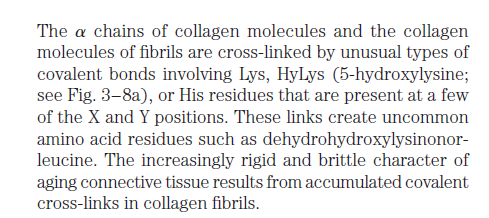 The α chains of collagen molecules and the collagen
molecules of fibrils are cross-linked by unusual types of
covalent bonds involving Lys, HyLys (5-hydroxylysine;
see Fig. 3–8a), or His residues that are present at a few
of the X and Y positions. These links create uncommon
amino acid residues such as dehydrohydroxylysinonor-
leucine. The increasingly rigid and brittle character of
aging connective tissue results from accumulated covalent
cross-links in collagen fibrils.